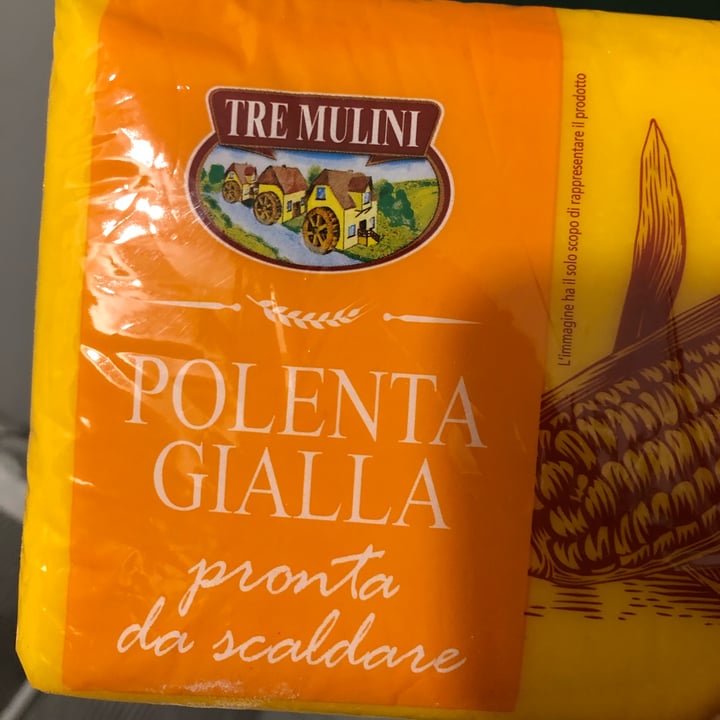 TRE MULINI
POLENTA
GIALLA
pronta
da scaldare
L'immagine ha il solo scopo di rappresentare il prodotto